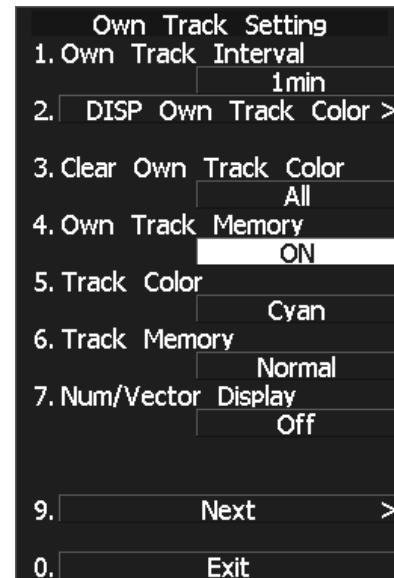 Own Track Setting
1. Own Track Interval
1min
2. DISP Own Track Color >
3. Clear Own Track Color
All
4. Own Track Memory
ON
5. Track Color
Cyan
6. Track Memory
Normal
7. Num/Vector Display
Off
9. Next >
0. Exit